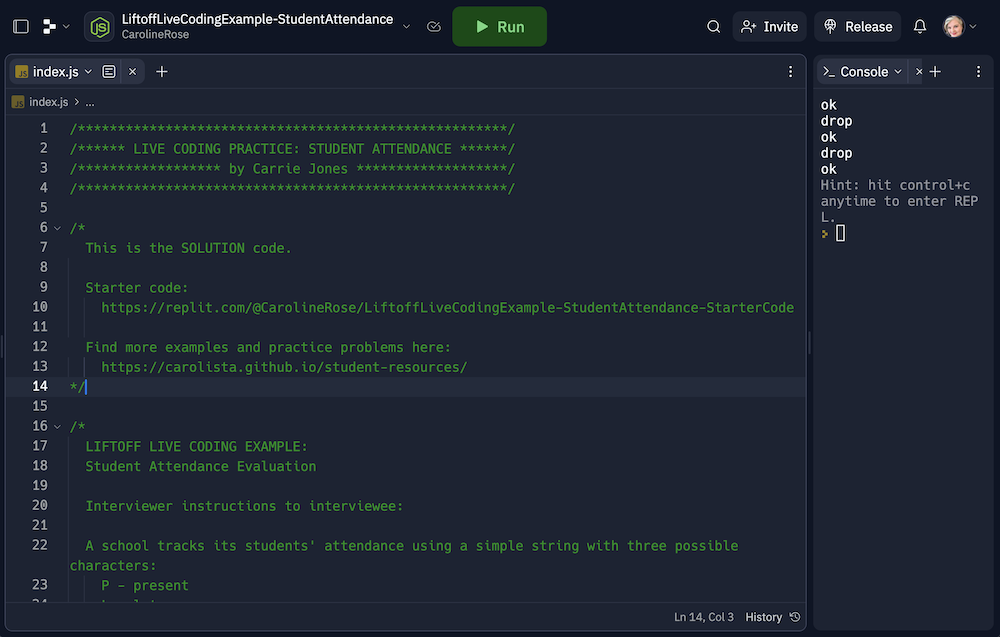 LiftoffLiveCodingExample-StudentAttendance
CarolineRose
Run
Invite
Release
JS index.js
Console
JS index.js > ...
1 /******************************************************/
2 /****** LIVE CODING PRACTICE: STUDENT ATTENDANCE ******/
3 /****************** by Carrie Jones *******************/
4 /******************************************************/
5
6 /*
7 This is the SOLUTION code.
8
9 Starter code:
10 https://replit.com/@CarolineRose/LiftoffLiveCodingExample-StudentAttendance-StarterCode
11
12 Find more examples and practice problems here:
13 https://carolista.github.io/student-resources/
14 */
15
16 /*
17 LIFTOFF LIVE CODING EXAMPLE:
18 Student Attendance Evaluation
19
20 Interviewer instructions to interviewee:
21
22 A school tracks its students' attendance using a simple string with three possible
characters:
23 P - present
Ln 14, Col 3 History
ok
drop
ok
drop
ok
Hint: hit control+c
anytime to enter REP
L.